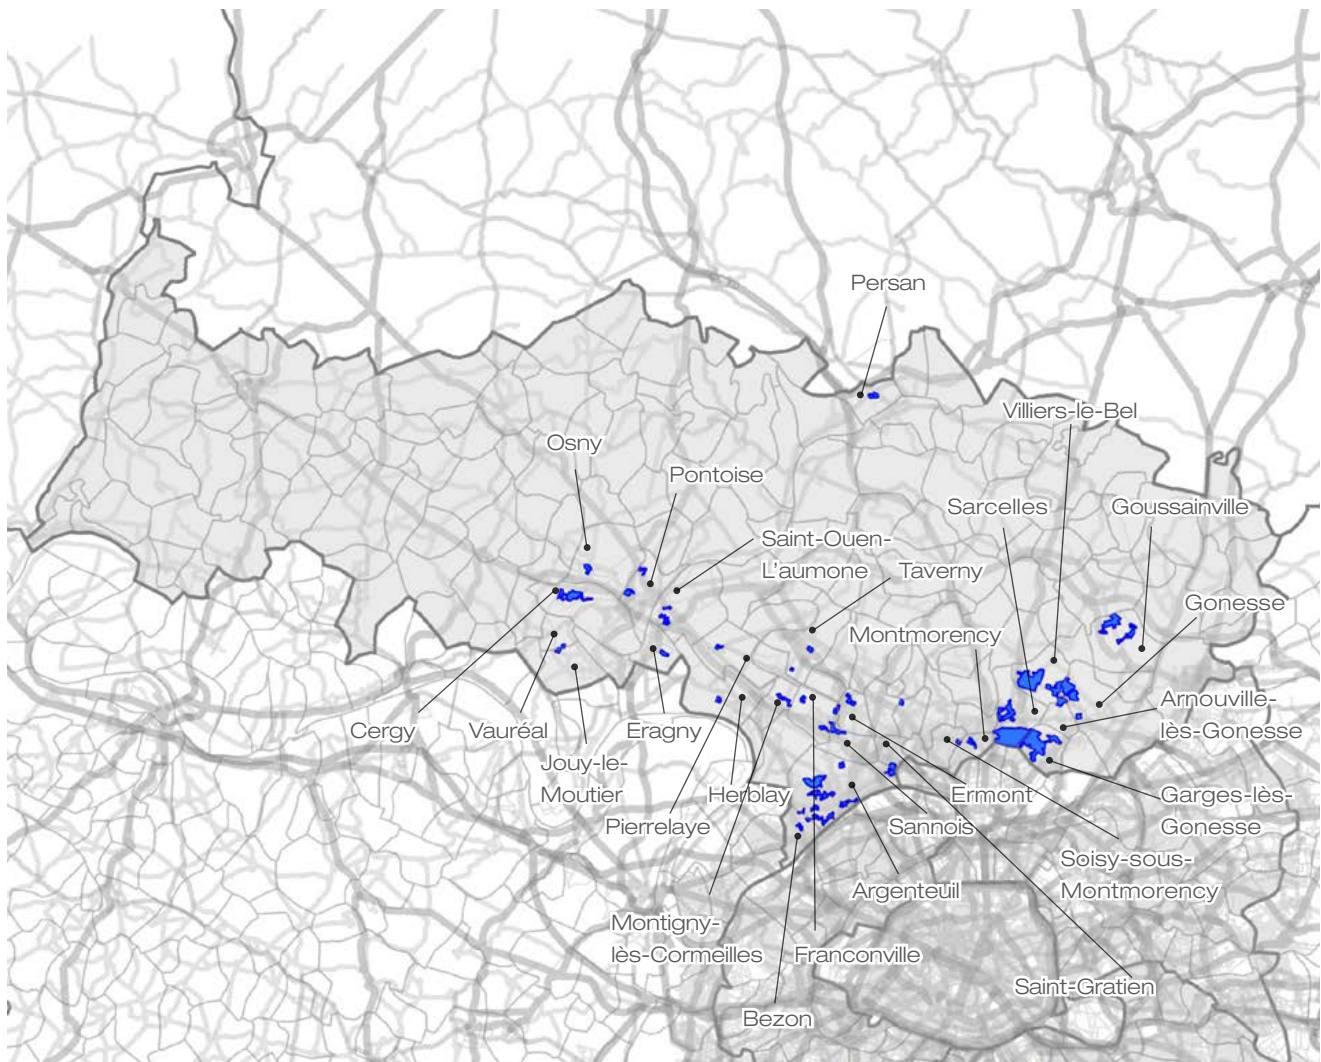 Persan
Villiers-le-Bel
Osny
Pontoise
Sarcelles
Goussainville
Saint-Ouen-
L'aumone
Taverny
Gonesse
Montmorency
Arnouville-
lès-Gonesse
Cergy
Vauréal
Eragny
Jouy-le-
Moutier
Herblay
Ermont
Garges-lès-
Gonesse
Pierrelaye
Sannois
Soisy-sous-
Montmorency
Argenteuil
Montigny-
lès-Cormeilles
Franconville
Saint-Gratien
Bezon